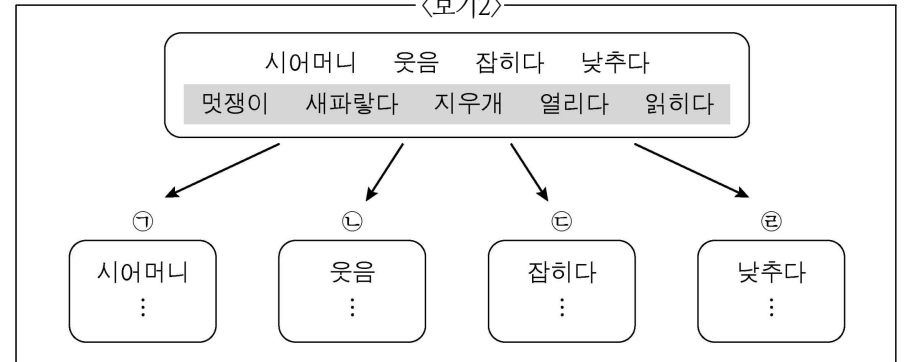 〈보기2〉
시어머니 웃음 잡히다 낮추다
멋쟁이 새파랗다 지우개 열리다 읽히다
㉠ ㉡ ㉢ ㉣
시어머니 웃음 잡히다 낮추다
⋮ ⋮ ⋮ ⋮